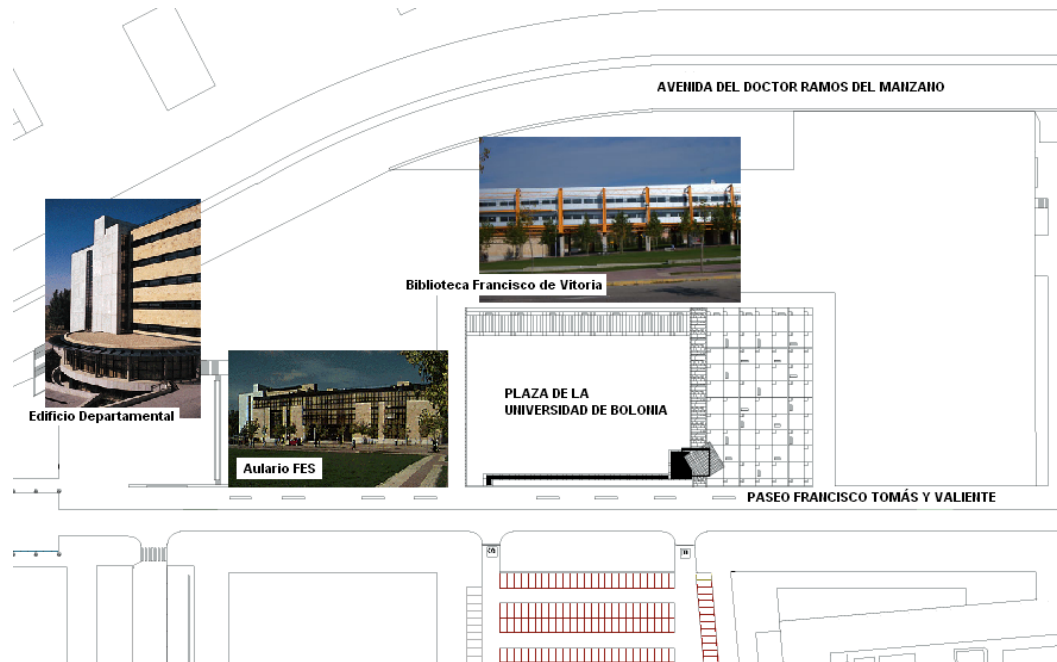 AVENIDA DEL DOCTOR RAMOS DEL MANZANO
Biblioteca Francisco de Vitoria
PLAZA DE LA
UNIVERSIDAD DE BOLONIA
Edificio Departamental
Aulario FES
PASEO FRANCISCO TOMÁS Y VALIENTE